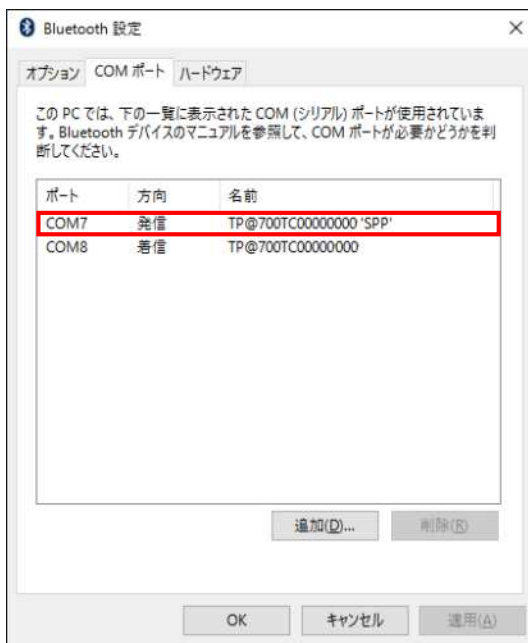 Bluetooth 設定
オプション COM ポート ハードウェア
この PC では、下の一覧に表示された COM (シリアル) ポートが使用されていま
す。Bluetooth デバイスのマニュアルを参照して、COM ポートが必要かどうかを判
断してください。
ポート 方向 名前
COM7 発信 TP@700TC00000000 'SPP'
COM8 着信 TP@700TC00000000
追加(D)... 削除(R)
OK キャンセル 適用(A)